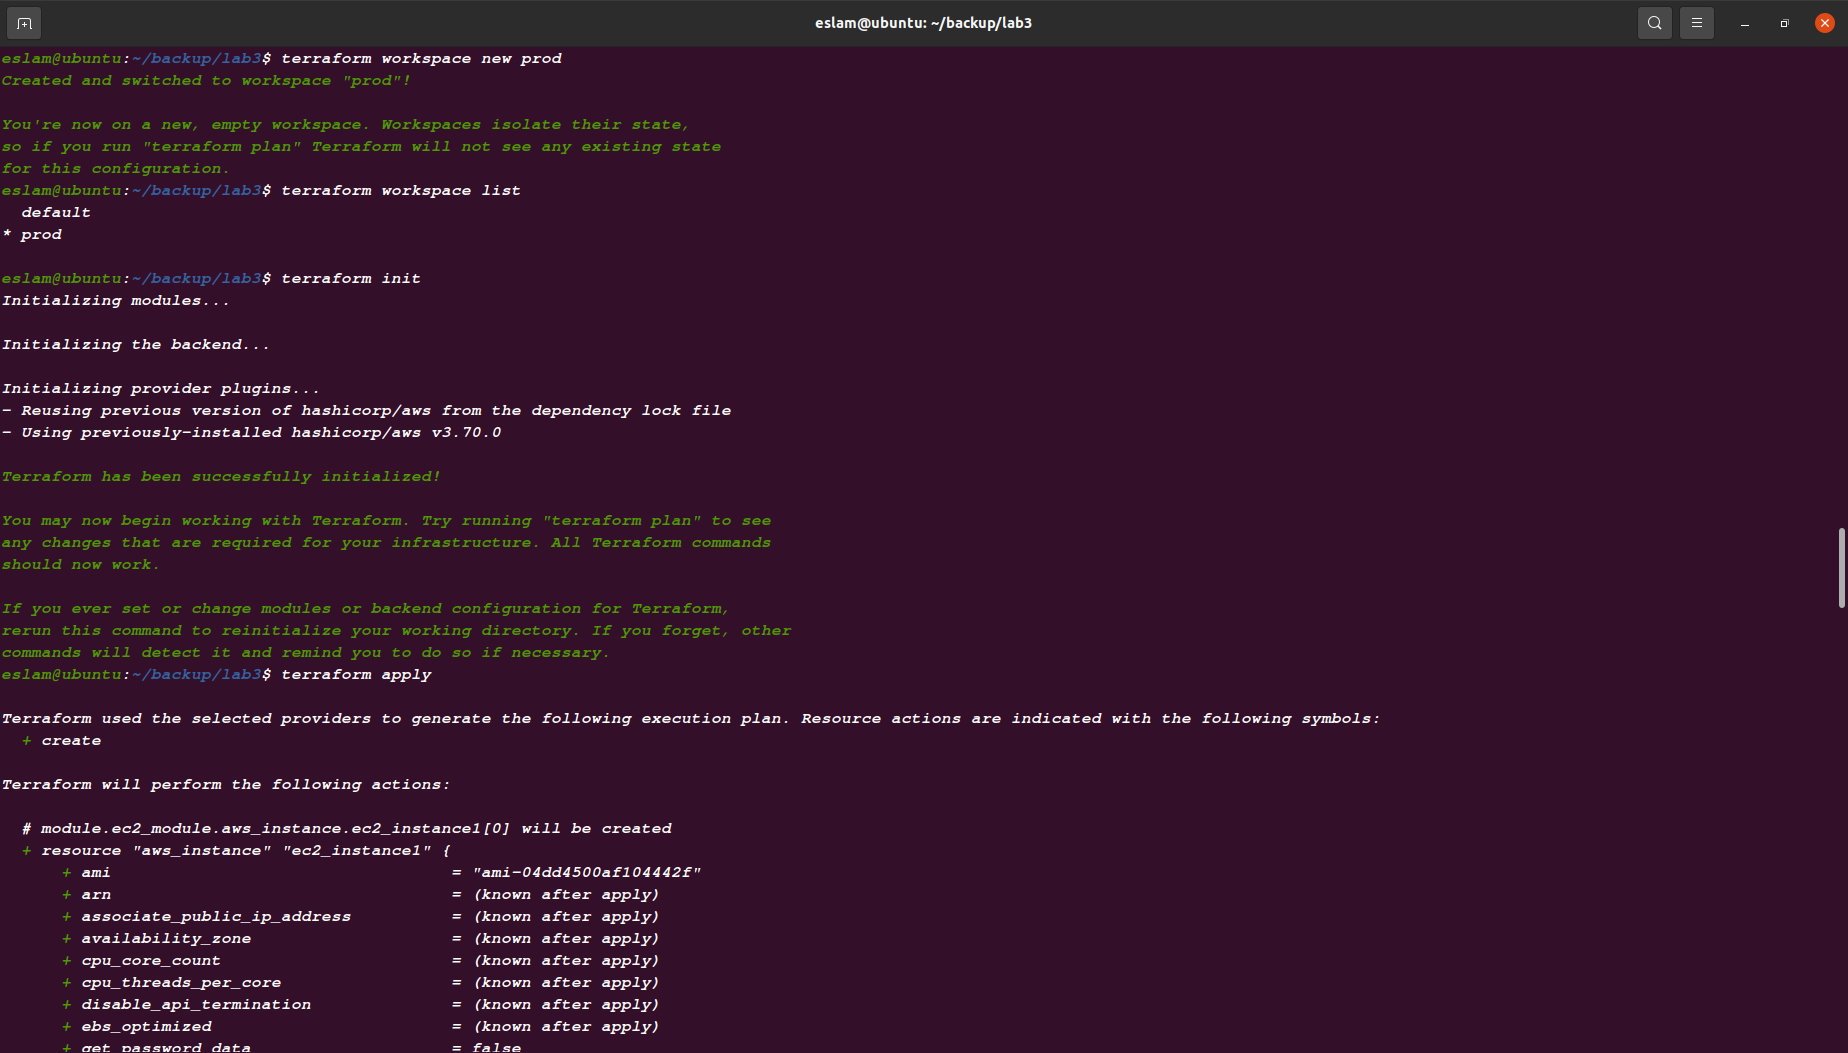 eslam@ubuntu: ~/backup/lab3
eslam@ubuntu:~/backup/lab3$ terraform workspace new prod
Created and switched to workspace "prod"!
You're now on a new, empty workspace. Workspaces isolate their state,
so if you run "terraform plan" Terraform will not see any existing state
for this configuration.
eslam@ubuntu:~/backup/lab3$ terraform workspace list
  default
* prod
eslam@ubuntu:~/backup/lab3$ terraform init
Initializing modules...
Initializing the backend...
Initializing provider plugins...
- Reusing previous version of hashicorp/aws from the dependency lock file
- Using previously-installed hashicorp/aws v3.70.0
Terraform has been successfully initialized!
You may now begin working with Terraform. Try running "terraform plan" to see
any changes that are required for your infrastructure. All Terraform commands
should now work.
If you ever set or change modules or backend configuration for Terraform,
rerun this command to reinitialize your working directory. If you forget, other
commands will detect it and remind you to do so if necessary.
eslam@ubuntu:~/backup/lab3$ terraform apply
Terraform used the selected providers to generate the following execution plan. Resource actions are indicated with the following symbols:
  + create
Terraform will perform the following actions:
  # module.ec2_module.aws_instance.ec2_instance1[0] will be created
  + resource "aws_instance" "ec2_instance1" {
      + ami                                  = "ami-04dd4500af104442f"
      + arn                                  = (known after apply)
      + associate_public_ip_address          = (known after apply)
      + availability_zone                    = (known after apply)
      + cpu_core_count                       = (known after apply)
      + cpu_threads_per_core                 = (known after apply)
      + disable_api_termination              = (known after apply)
      + ebs_optimized                        = (known after apply)
      + get_password_data                    = false